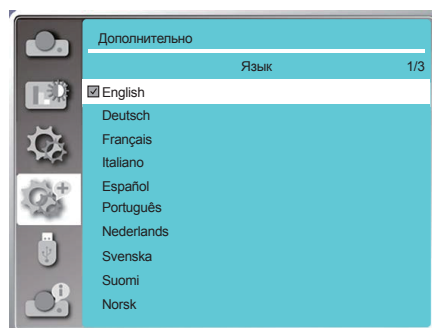 Дополнительно
Язык 1/3
English
Deutsch
Français
Italiano
Español
Português
Nederlands
Svenska
Suomi
Norsk